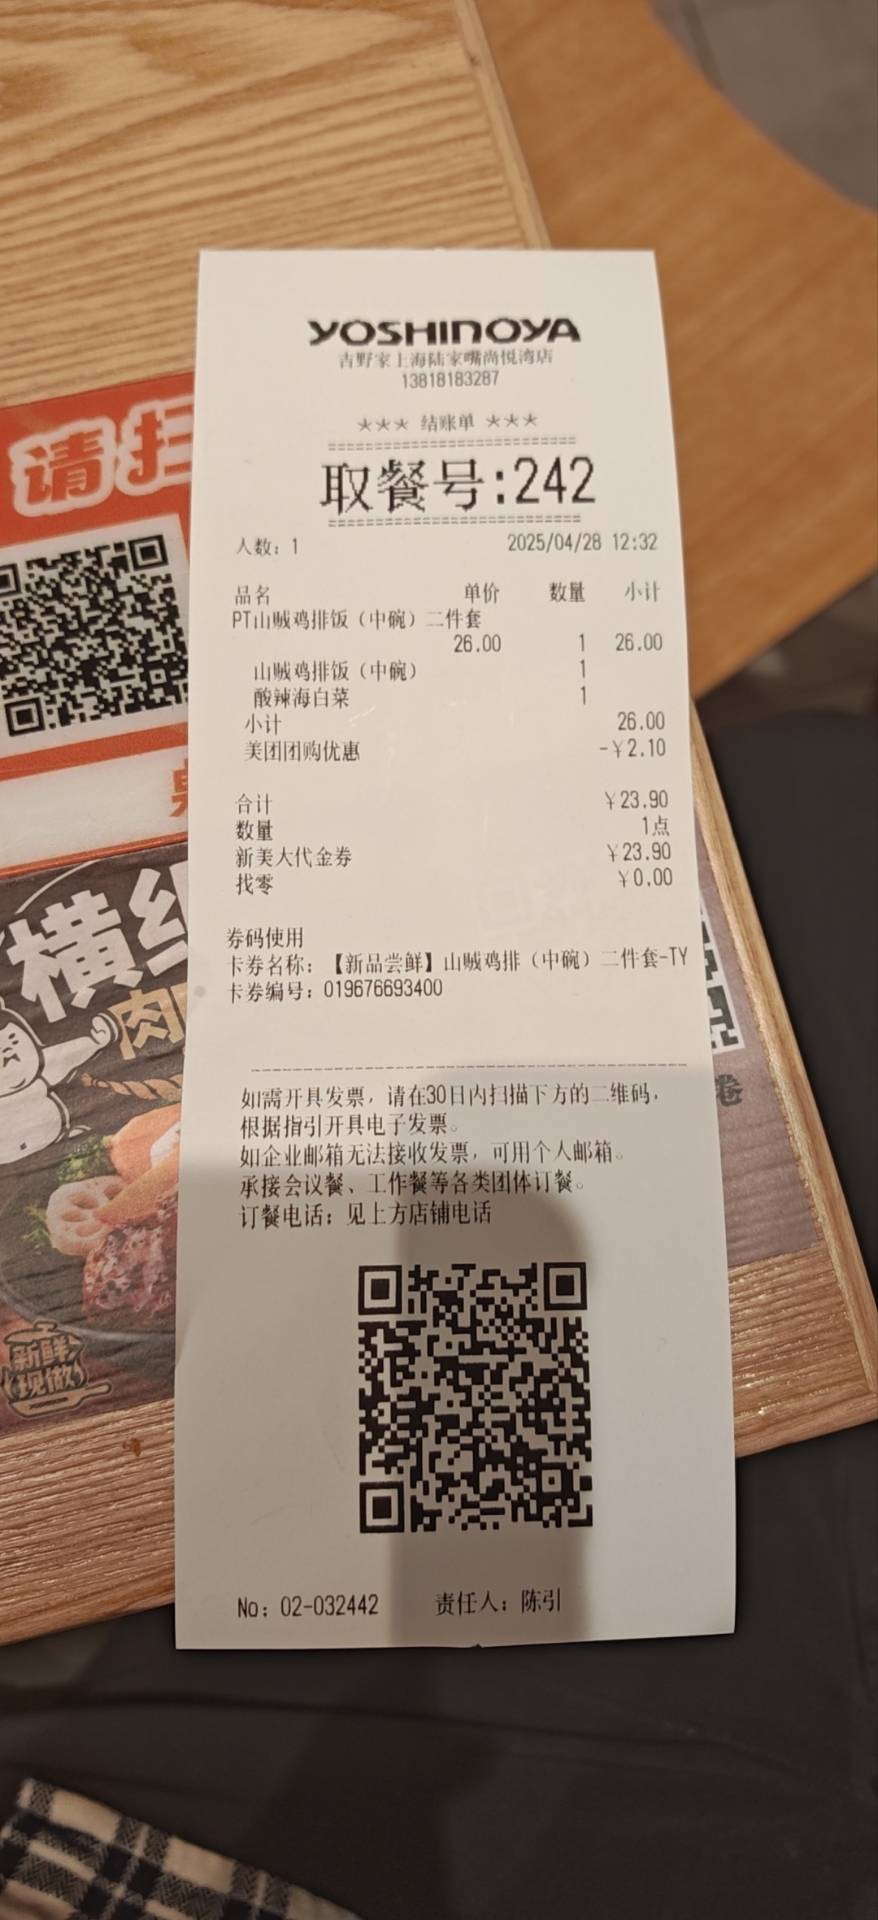 YOSHINOYA
吉野家上海陆家嘴尚悦湾店
13818183287
*** 结账单 ***
取餐号:242
人数: 1 2025/04/28 12:32
品名 单价 数量 小计
PT山贼鸡排饭（中碗）二件套
26.00 1 26.00
山贼鸡排饭（中碗） 1
酸辣海白菜 1
小计 26.00
美团团购优惠 -¥2.10
合计 ¥23.90
数量 1点
新美大代金券 ¥23.90
找零 ¥0.00
券码使用
卡券名称: 【新品尝鲜】山贼鸡排（中碗）二件套-TY
卡券编号: 019676693400
如需开具发票，请在30日内扫描下方的二维码，
根据指引开具电子发票。
如企业邮箱无法接收发票，可用个人邮箱。
承接会议餐、工作餐等各类团体订餐。
订餐电话: 见上方店铺电话
No: 02-032442 责任人: 陈引
请扫
横纲
肉
新鲜
现做
卷